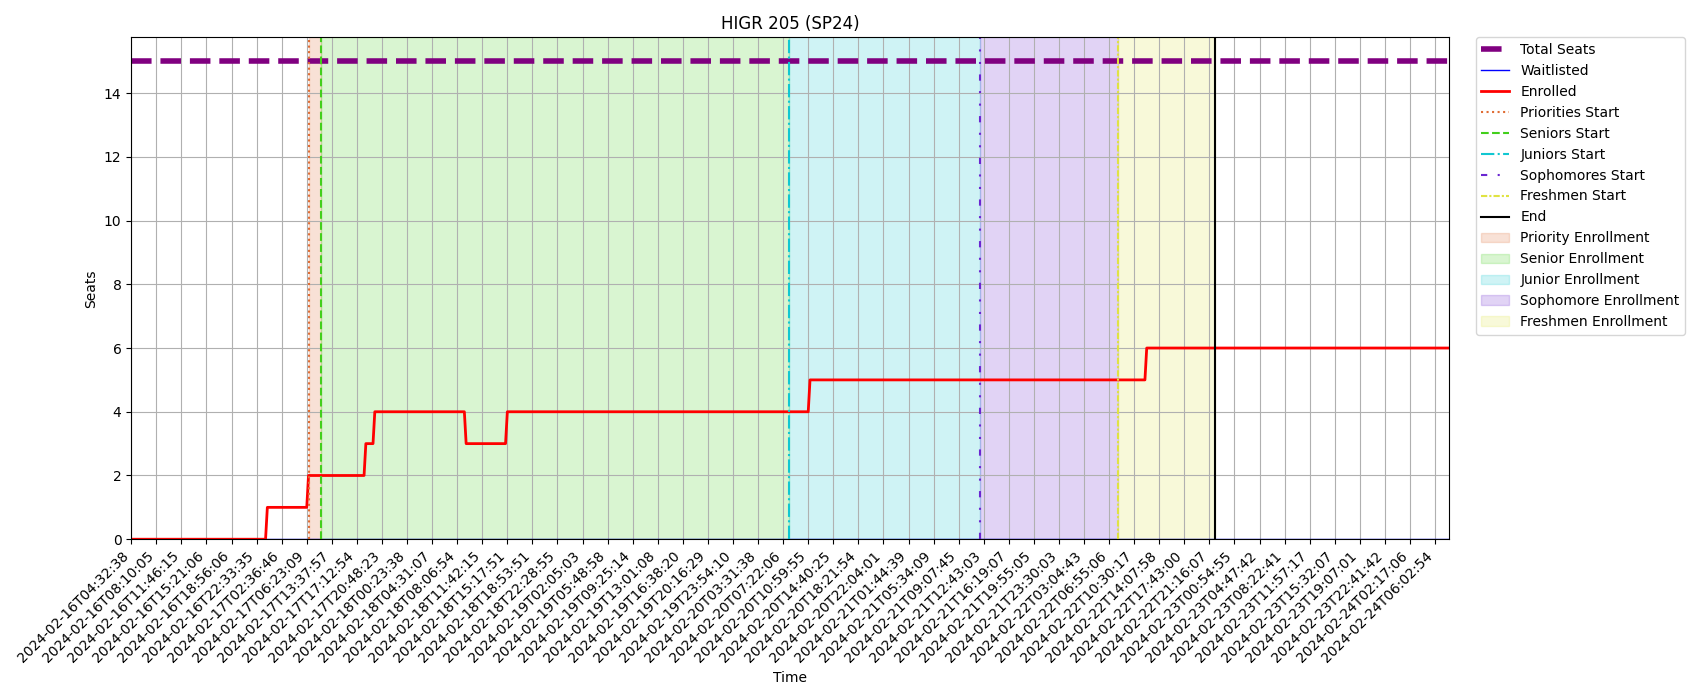 HIGR 205 (SP24)
Total Seats
Waitlisted
Enrolled
Priorities Start
Seniors Start
Juniors Start
Sophomores Start
Freshmen Start
End
Priority Enrollment
Senior Enrollment
Junior Enrollment
Sophomore Enrollment
Freshmen Enrollment
Seats
14
12
10
8
6
4
2
0
2024-02-16T04:32:38
2024-02-16T08:10:05
2024-02-16T11:46:15
2024-02-16T15:21:06
2024-02-16T18:56:06
2024-02-16T22:33:35
2024-02-17T02:36:46
2024-02-17T06:23:09
2024-02-17T13:37:57
2024-02-17T17:12:54
2024-02-17T20:48:23
2024-02-18T00:23:38
2024-02-18T04:31:07
2024-02-18T08:06:54
2024-02-18T11:42:15
2024-02-18T15:17:51
2024-02-18T18:53:51
2024-02-18T22:28:55
2024-02-19T02:05:03
2024-02-19T05:48:58
2024-02-19T09:25:14
2024-02-19T13:01:08
2024-02-19T16:38:20
2024-02-19T20:16:29
2024-02-19T23:54:10
2024-02-20T03:31:38
2024-02-20T07:22:06
2024-02-20T10:59:55
2024-02-20T14:40:25
2024-02-20T18:21:54
2024-02-20T22:04:01
2024-02-21T01:44:39
2024-02-21T05:34:09
2024-02-21T09:07:45
2024-02-21T12:43:03
2024-02-21T16:19:07
2024-02-21T19:55:05
2024-02-21T23:30:03
2024-02-22T03:04:43
2024-02-22T06:55:06
2024-02-22T10:30:17
2024-02-22T14:07:58
2024-02-22T17:43:00
2024-02-22T21:16:07
2024-02-23T00:54:55
2024-02-23T04:47:42
2024-02-23T08:22:41
2024-02-23T11:57:17
2024-02-23T15:32:07
2024-02-23T19:07:01
2024-02-23T22:41:42
2024-02-24T02:17:06
2024-02-24T06:02:54
Time